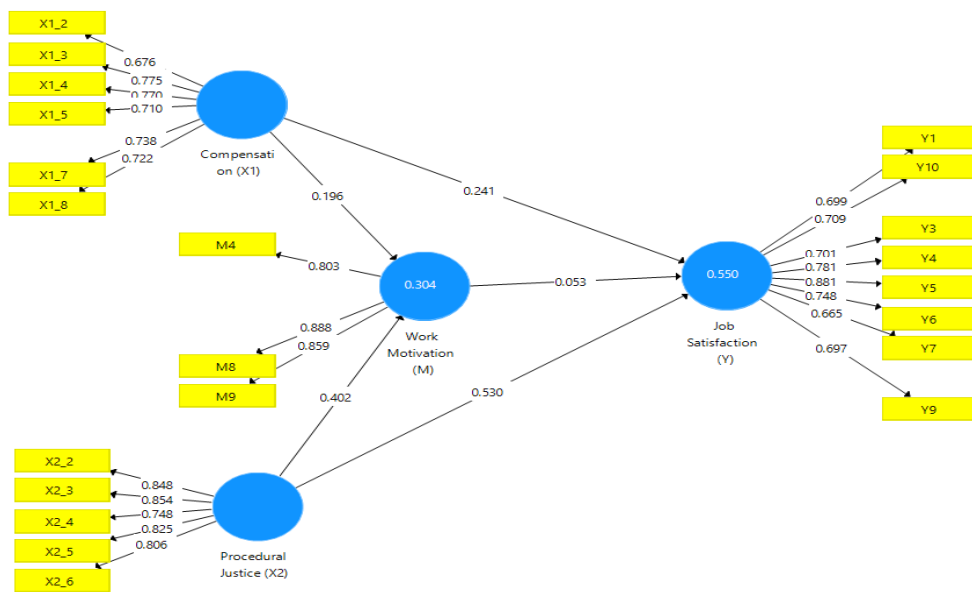 X1_2
X1_3
X1_4
X1_5
X1_7
X1_8
0.676
0.775
0.770
0.710
0.738
0.722
Compensati
on (X1)
0.241
0.196
M4
0.803
0.304
0.053
0.888
0.859
Work
Motivation
(M)
M8
M9
0.402
0.530
Y1
Y10
0.699
0.709
Y3
Y4
Y5
Y6
Y7
Y9
0.701
0.781
0.881
0.748
0.665
0.697
0.550
Job
Satisfaction
(Y)
X2_2
X2_3
X2_4
X2_5
X2_6
0.848
0.854
0.748
0.825
0.806
Procedural
Justice (X2)